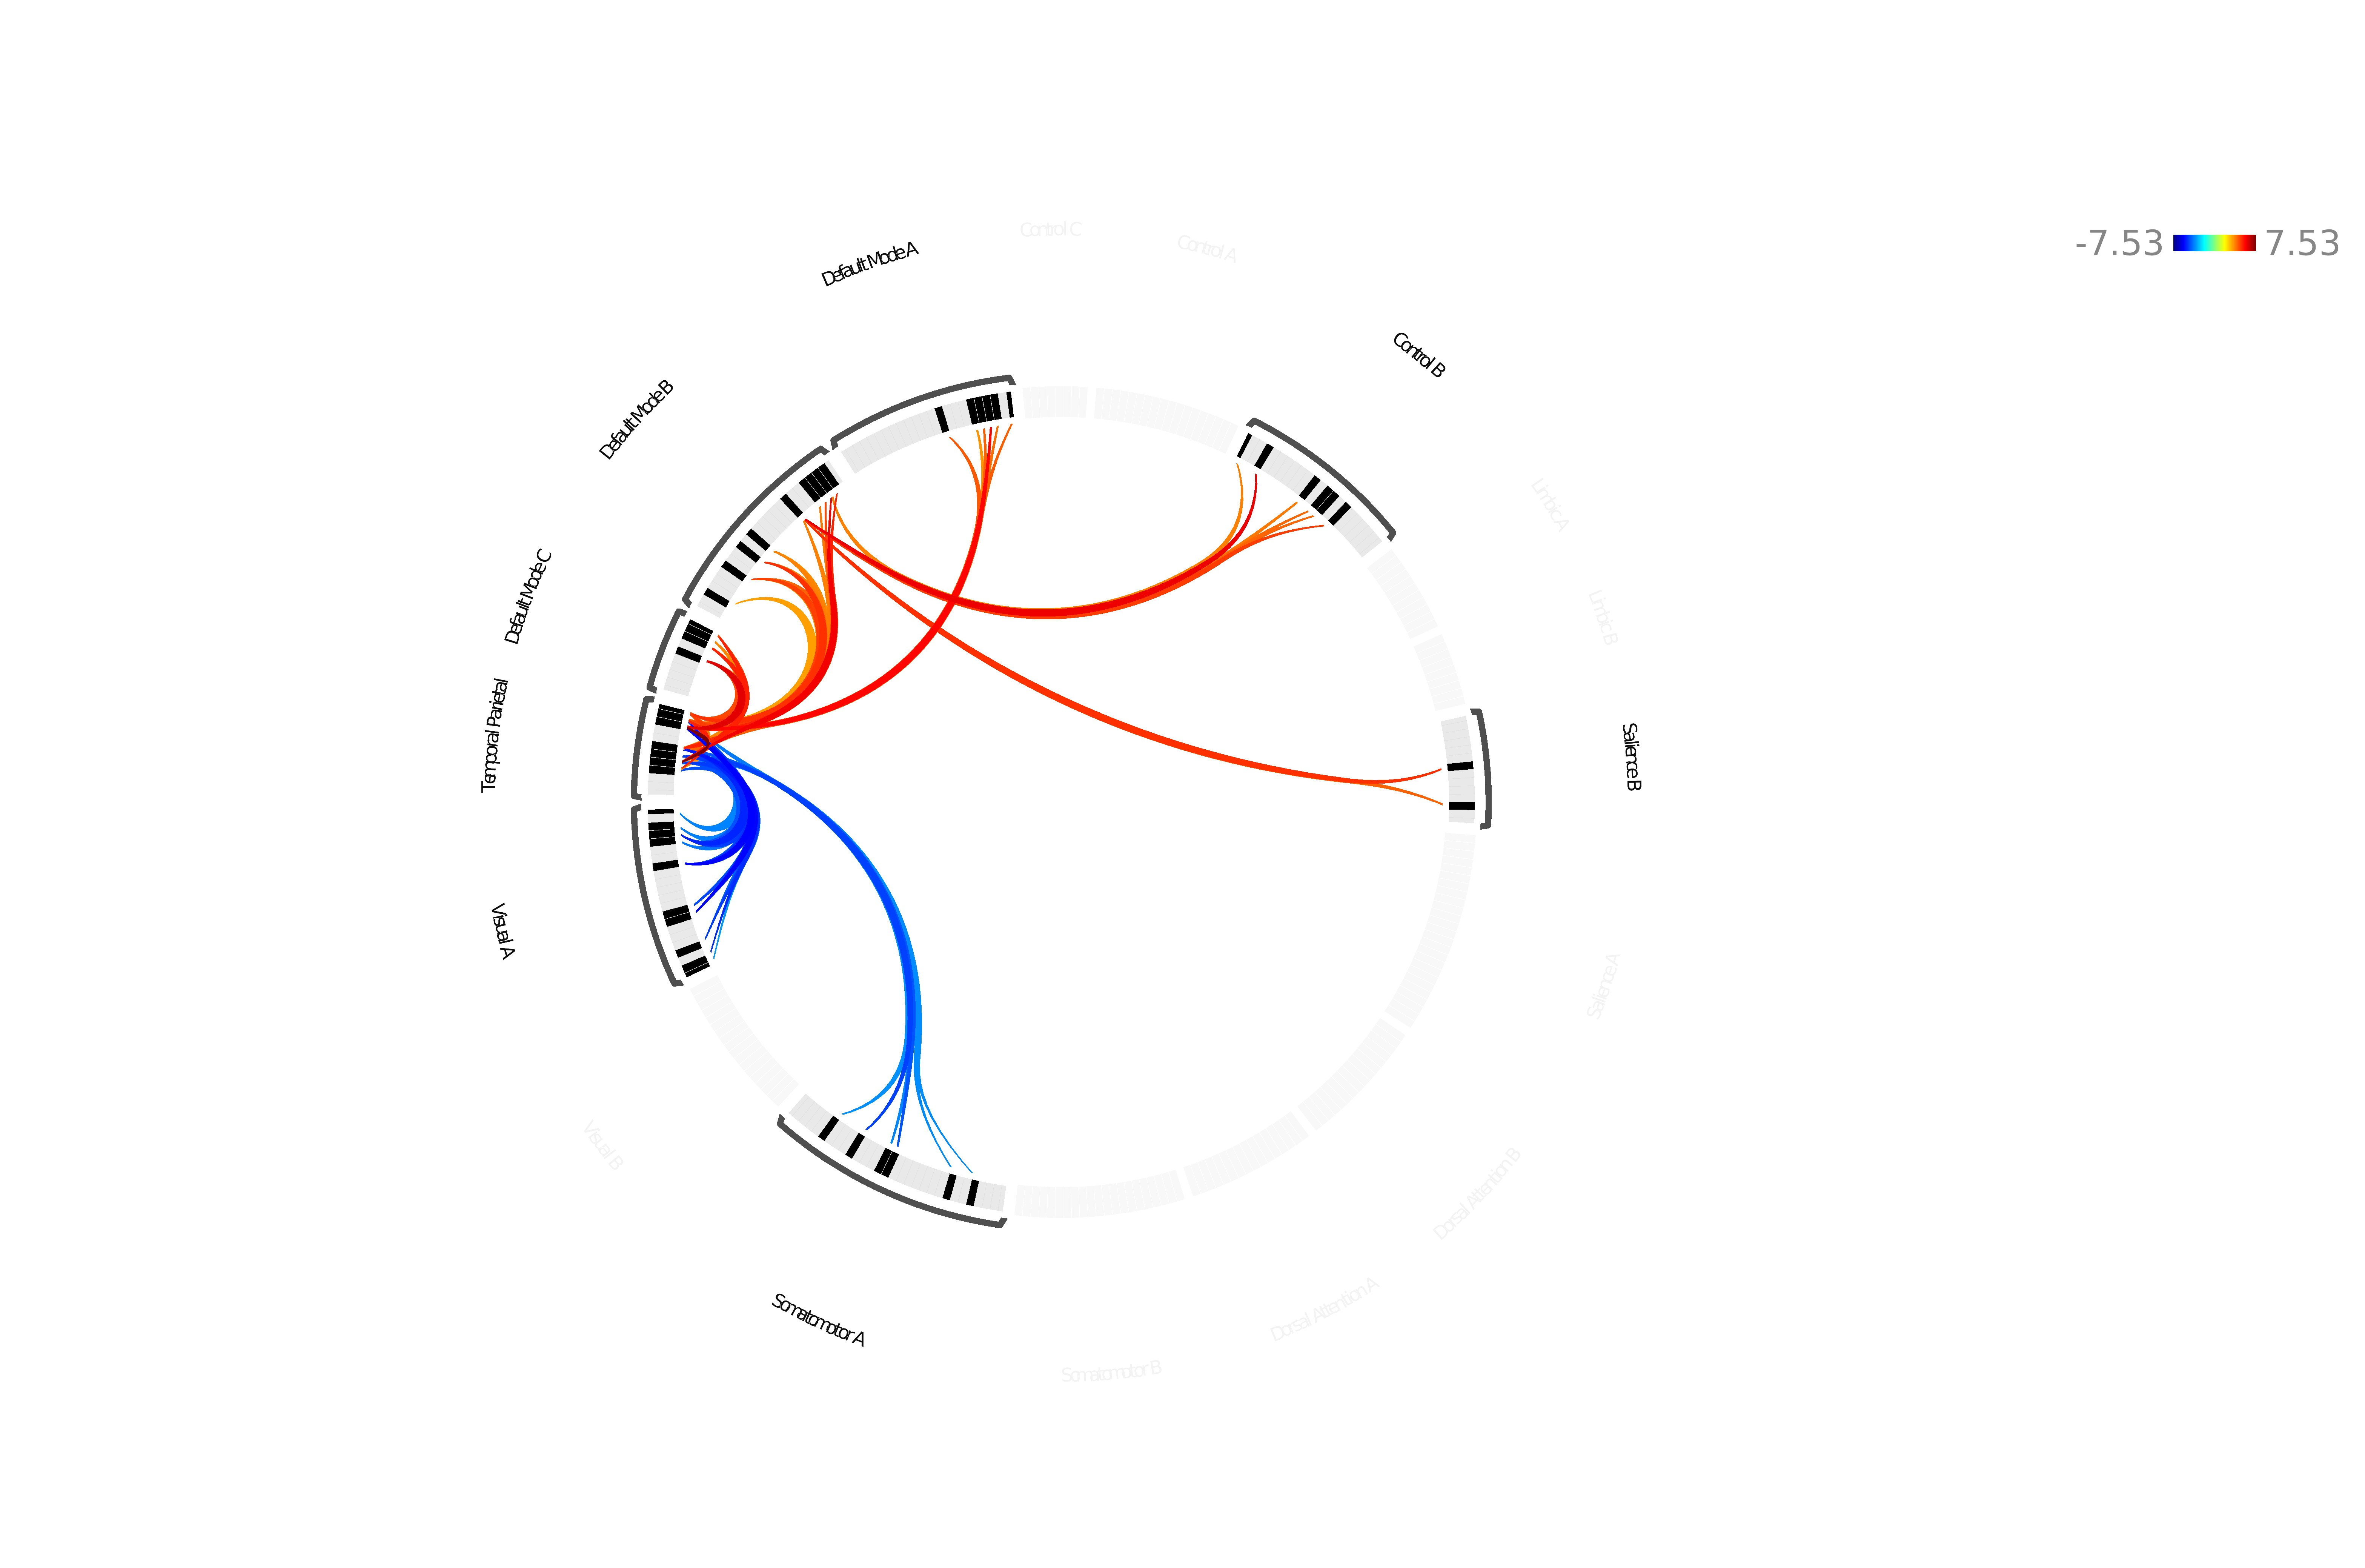 Control C
Control A
Default Mode A
-7.53
7.53
Control B
Default Mode B
Limbic A
Default Mode C
Limbic B
Temporal Parietal
Salience B
Visual A
Salience A
Visual B
Dorsal Attention B
Somatomotor A
Dorsal Attention A
Somatomotor B